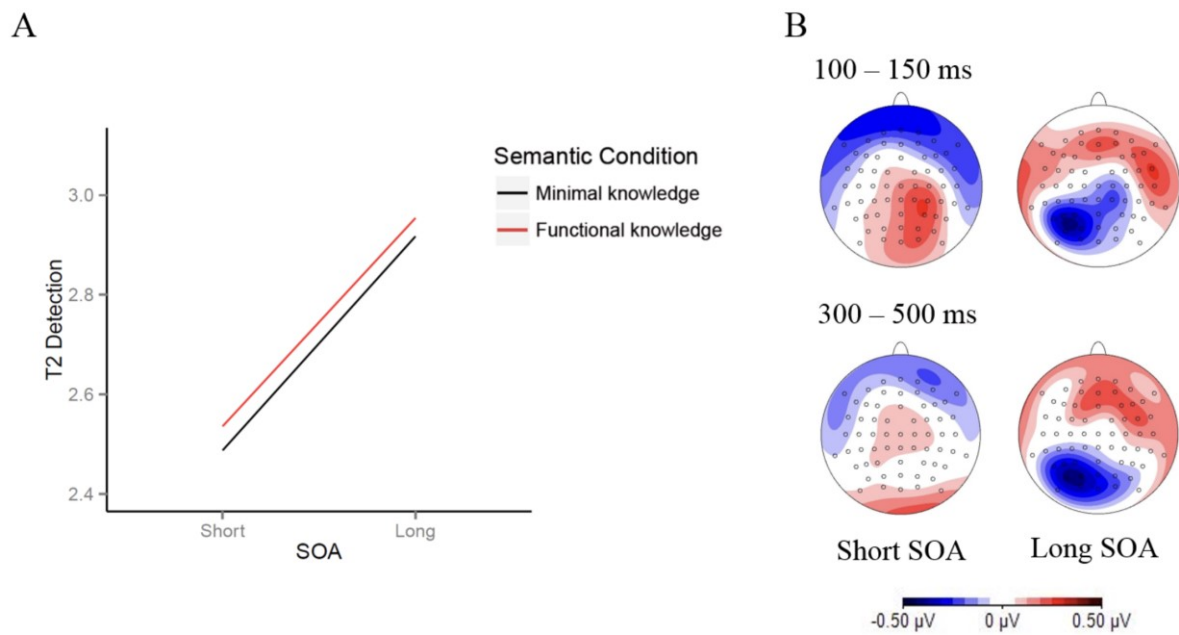 A
T2 Detection
3.0
2.8
2.6
2.4
Short
Long
SOA
Semantic Condition
Minimal knowledge
Functional knowledge
B
100 – 150 ms
300 – 500 ms
Short SOA
Long SOA
-0.50 µV
0 µV
0.50 µV